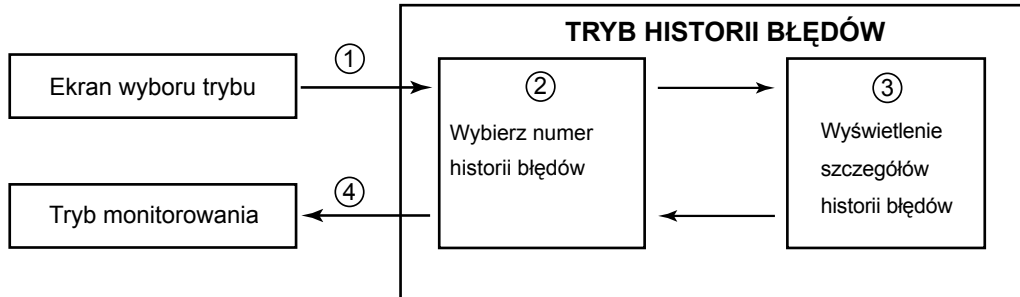 TRYB HISTORII BŁĘDÓW
Ekran wyboru trybu
①
②
Wybierz numer
historii błędów
③
Wyświetlenie
szczegółów
historii błędów
④
Tryb monitorowania